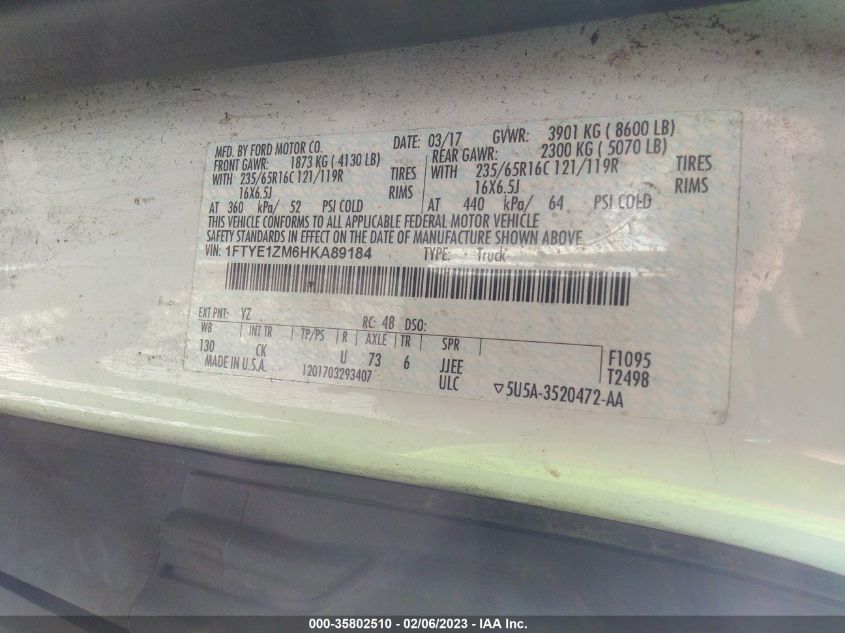 MFD. BY FORD MOTOR CO. DATE: 03/17 GVWR: 3901 KG ( 8600 LB)
FRONT GAWR: 1873 KG ( 4130 LB) REAR GAWR: 2300 KG ( 5070 LB)
WITH 235/65R16C 121/119R TIRES WITH 235/65R16C 121/119R TIRES
16X6.5J RIMS 16X6.5J RIMS
AT 360 kPa/ 52 PSI COLD AT 440 kPa/ 64 PSI COLD
THIS VEHICLE CONFORMS TO ALL APPLICABLE FEDERAL MOTOR VEHICLE
SAFETY STANDARDS IN EFFECT ON THE DATE OF MANUFACTURE SHOWN ABOVE.
VIN: 1FTYE1ZM6HKA89184 TYPE: Truck
EXT PNT: YZ RC: 48 DSO:
WB INT TR TP/PS R AXLE TR SPR
130 CK U 73 6 JJEE F1095
MADE IN U.S.A. 1201703293407 ULC T2498
▽5U5A-3520472-AA
000-35802510 - 02/06/2023 - IAA Inc.